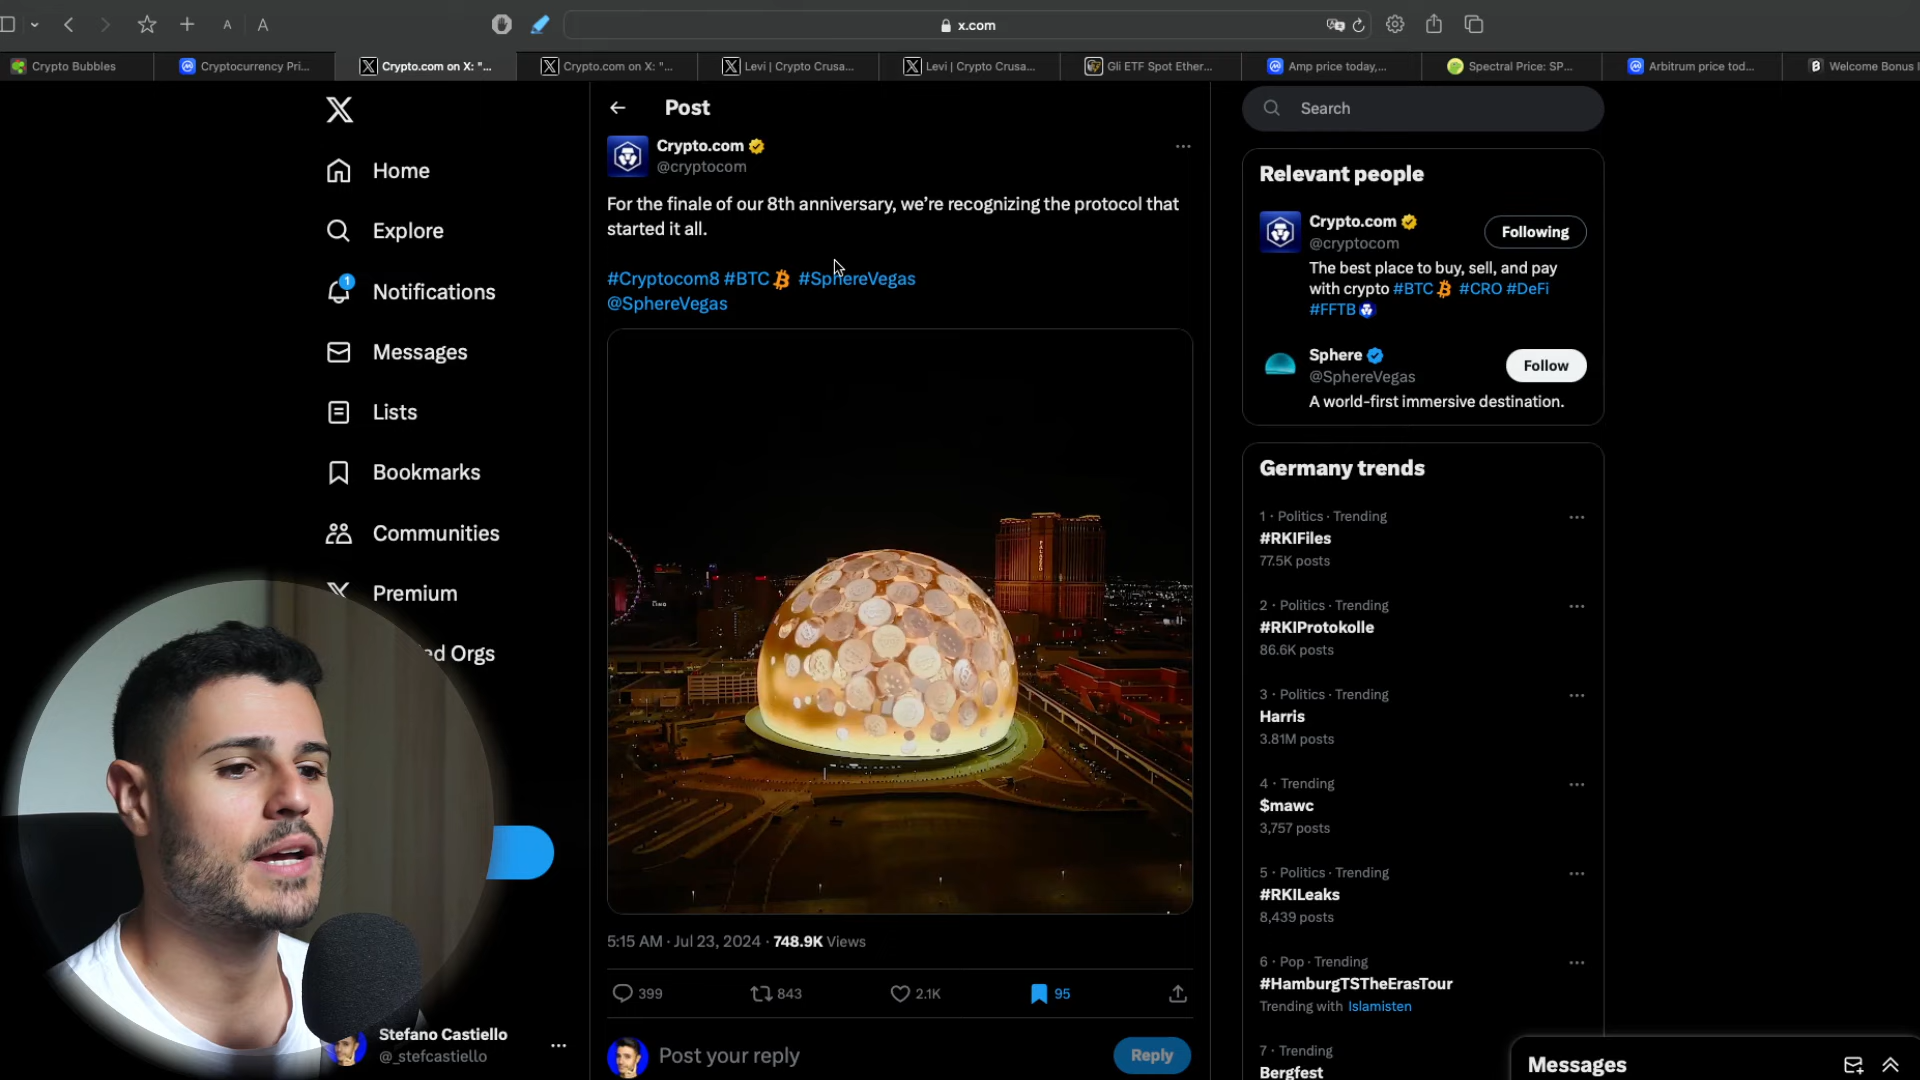 x.com
Crypto Bubbles
Cryptocurrency Pri...
Crypto.com on X: "...
Crypto.com on X: "...
Levi | Crypto Crusa...
Levi | Crypto Crusa...
Gli ETF Spot Ether...
Amp price today,...
Spectral Price: SP...
Arbitrum price tod...
Welcome Bonus
Home
Explore
1
Notifications
Messages
Lists
Bookmarks
Communities
Premium
d Orgs
Stefano Castiello
@_stefcastiello
Post
Crypto.com
@cryptocom
For the finale of our 8th anniversary, we're recognizing the protocol that
started it all.
#Cryptocom8 #BTC #SphereVegas
@SphereVegas
PALAZZO
5:15 AM · Jul 23, 2024 · 748.9K Views
399 843 2.1K 95
Post your reply
Reply
Search
Relevant people
Crypto.com
Following
@cryptocom
The best place to buy, sell, and pay
with crypto #BTC #CRO #DeFi
#FFTB
Sphere
Follow
@SphereVegas
A world-first immersive destination.
Germany trends
1 · Politics · Trending
#RKIFiles
77.5K posts
2 · Politics · Trending
#RKIProtokolle
86.6K posts
3 · Politics · Trending
Harris
3.81M posts
4 · Trending
$mawc
3,757 posts
5 · Politics · Trending
#RKILeaks
8,439 posts
6 · Pop · Trending
#HamburgTSTheErasTour
Trending with Islamisten
7 · Trending
Bergfest
Messages